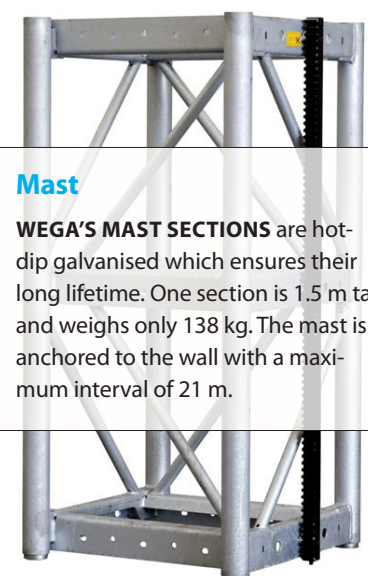 Mast
WEGA'S MAST SECTIONS are hot-
dip galvanised which ensures their
long lifetime. One section is 1.5 m ta
and weighs only 138 kg. The mast is
anchored to the wall with a maxi-
mum interval of 21 m.